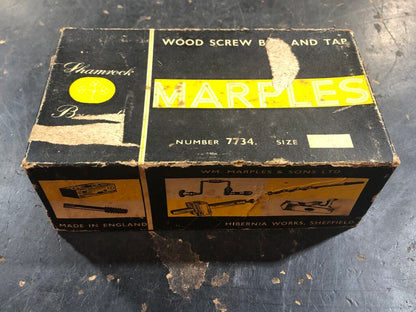 WOOD SCREW B AND TAP
Shamrock
MARPLES
NUMBER 7734. SIZE
WM. MARPLES & SONS LTD
MADE IN ENGLAND
HIBERNIA WORKS, SHEFFIELD